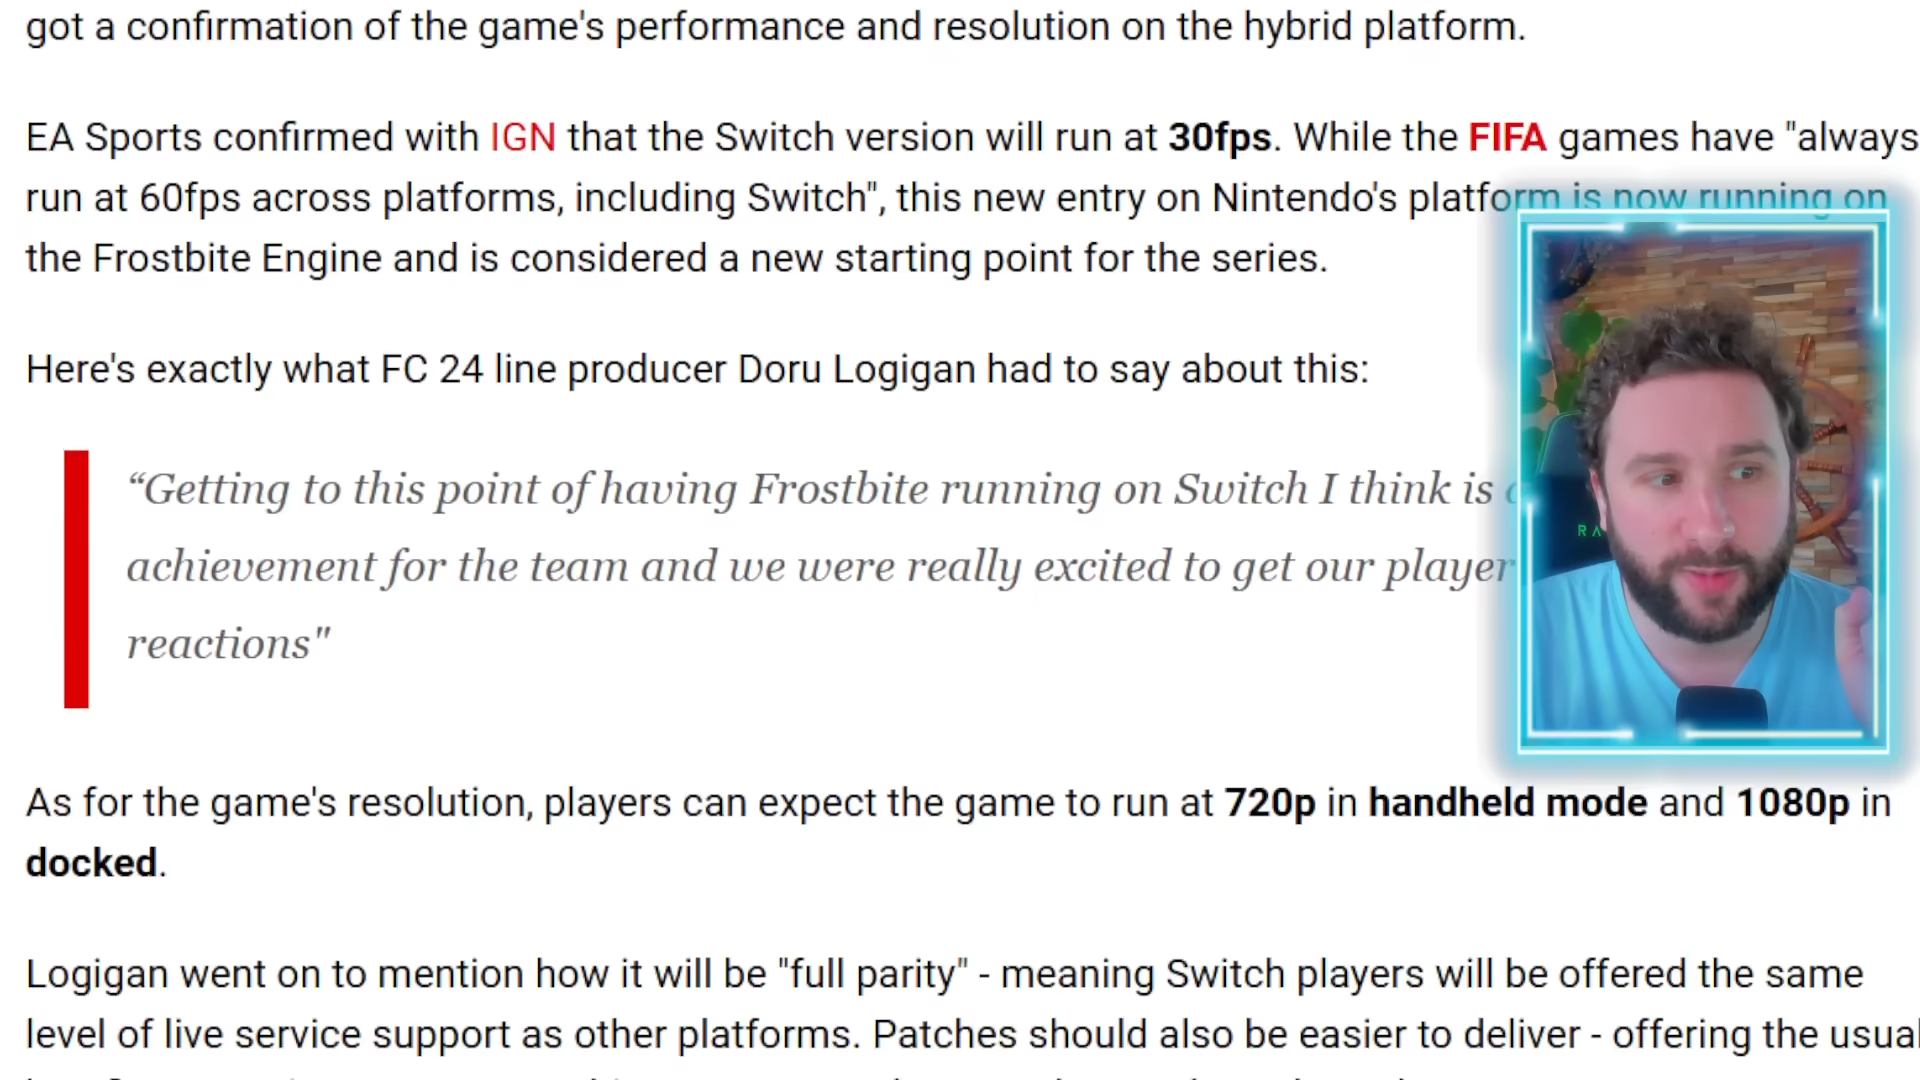 got a confirmation of the game's performance and resolution on the hybrid platform.
EA Sports confirmed with IGN that the Switch version will run at 30fps. While the FIFA games have "always
run at 60fps across platforms, including Switch", this new entry on Nintendo's platform is now running on
the Frostbite Engine and is considered a new starting point for the series.
Here's exactly what FC 24 line producer Doru Logigan had to say about this:
“Getting to this point of having Frostbite running on Switch I think is
achievement for the team and we were really excited to get our player
reactions"
As for the game's resolution, players can expect the game to run at 720p in handheld mode and 1080p in
docked.
Logigan went on to mention how it will be "full parity" - meaning Switch players will be offered the same
level of live service support as other platforms. Patches should also be easier to deliver - offering the usual